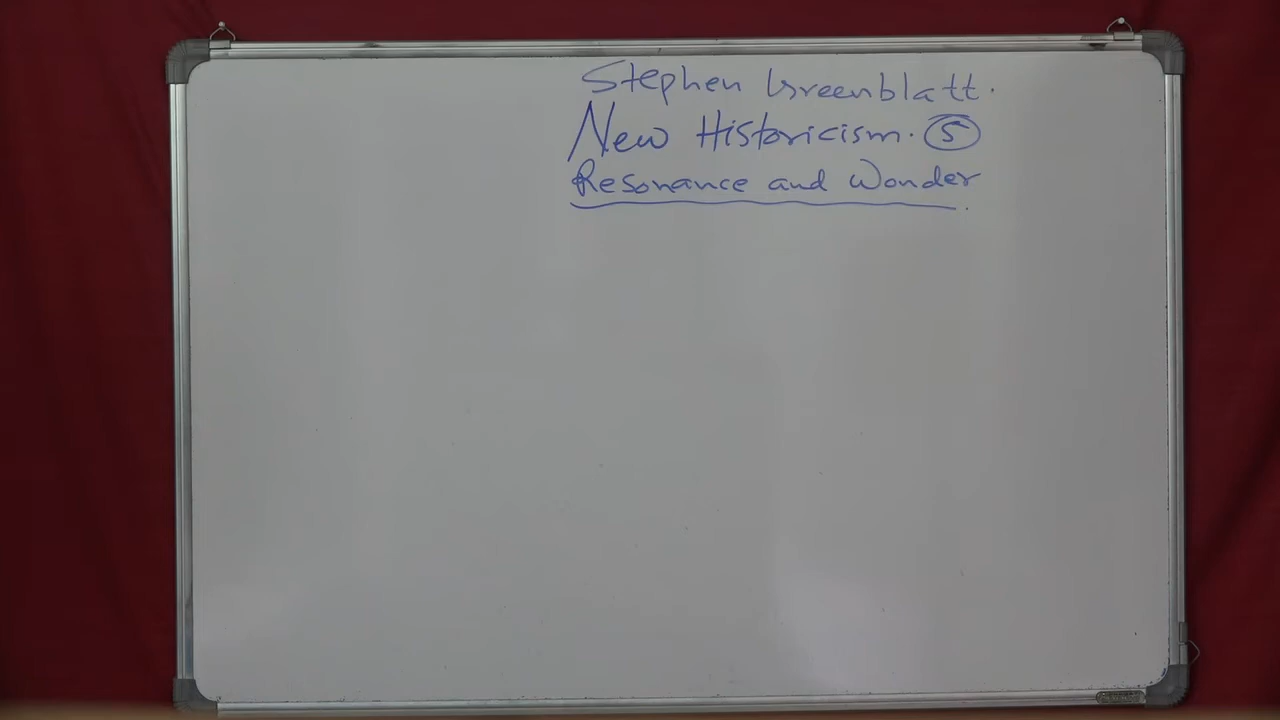 Stephen Greenblatt.
New Historicism. 5
Resonance and Wonder.